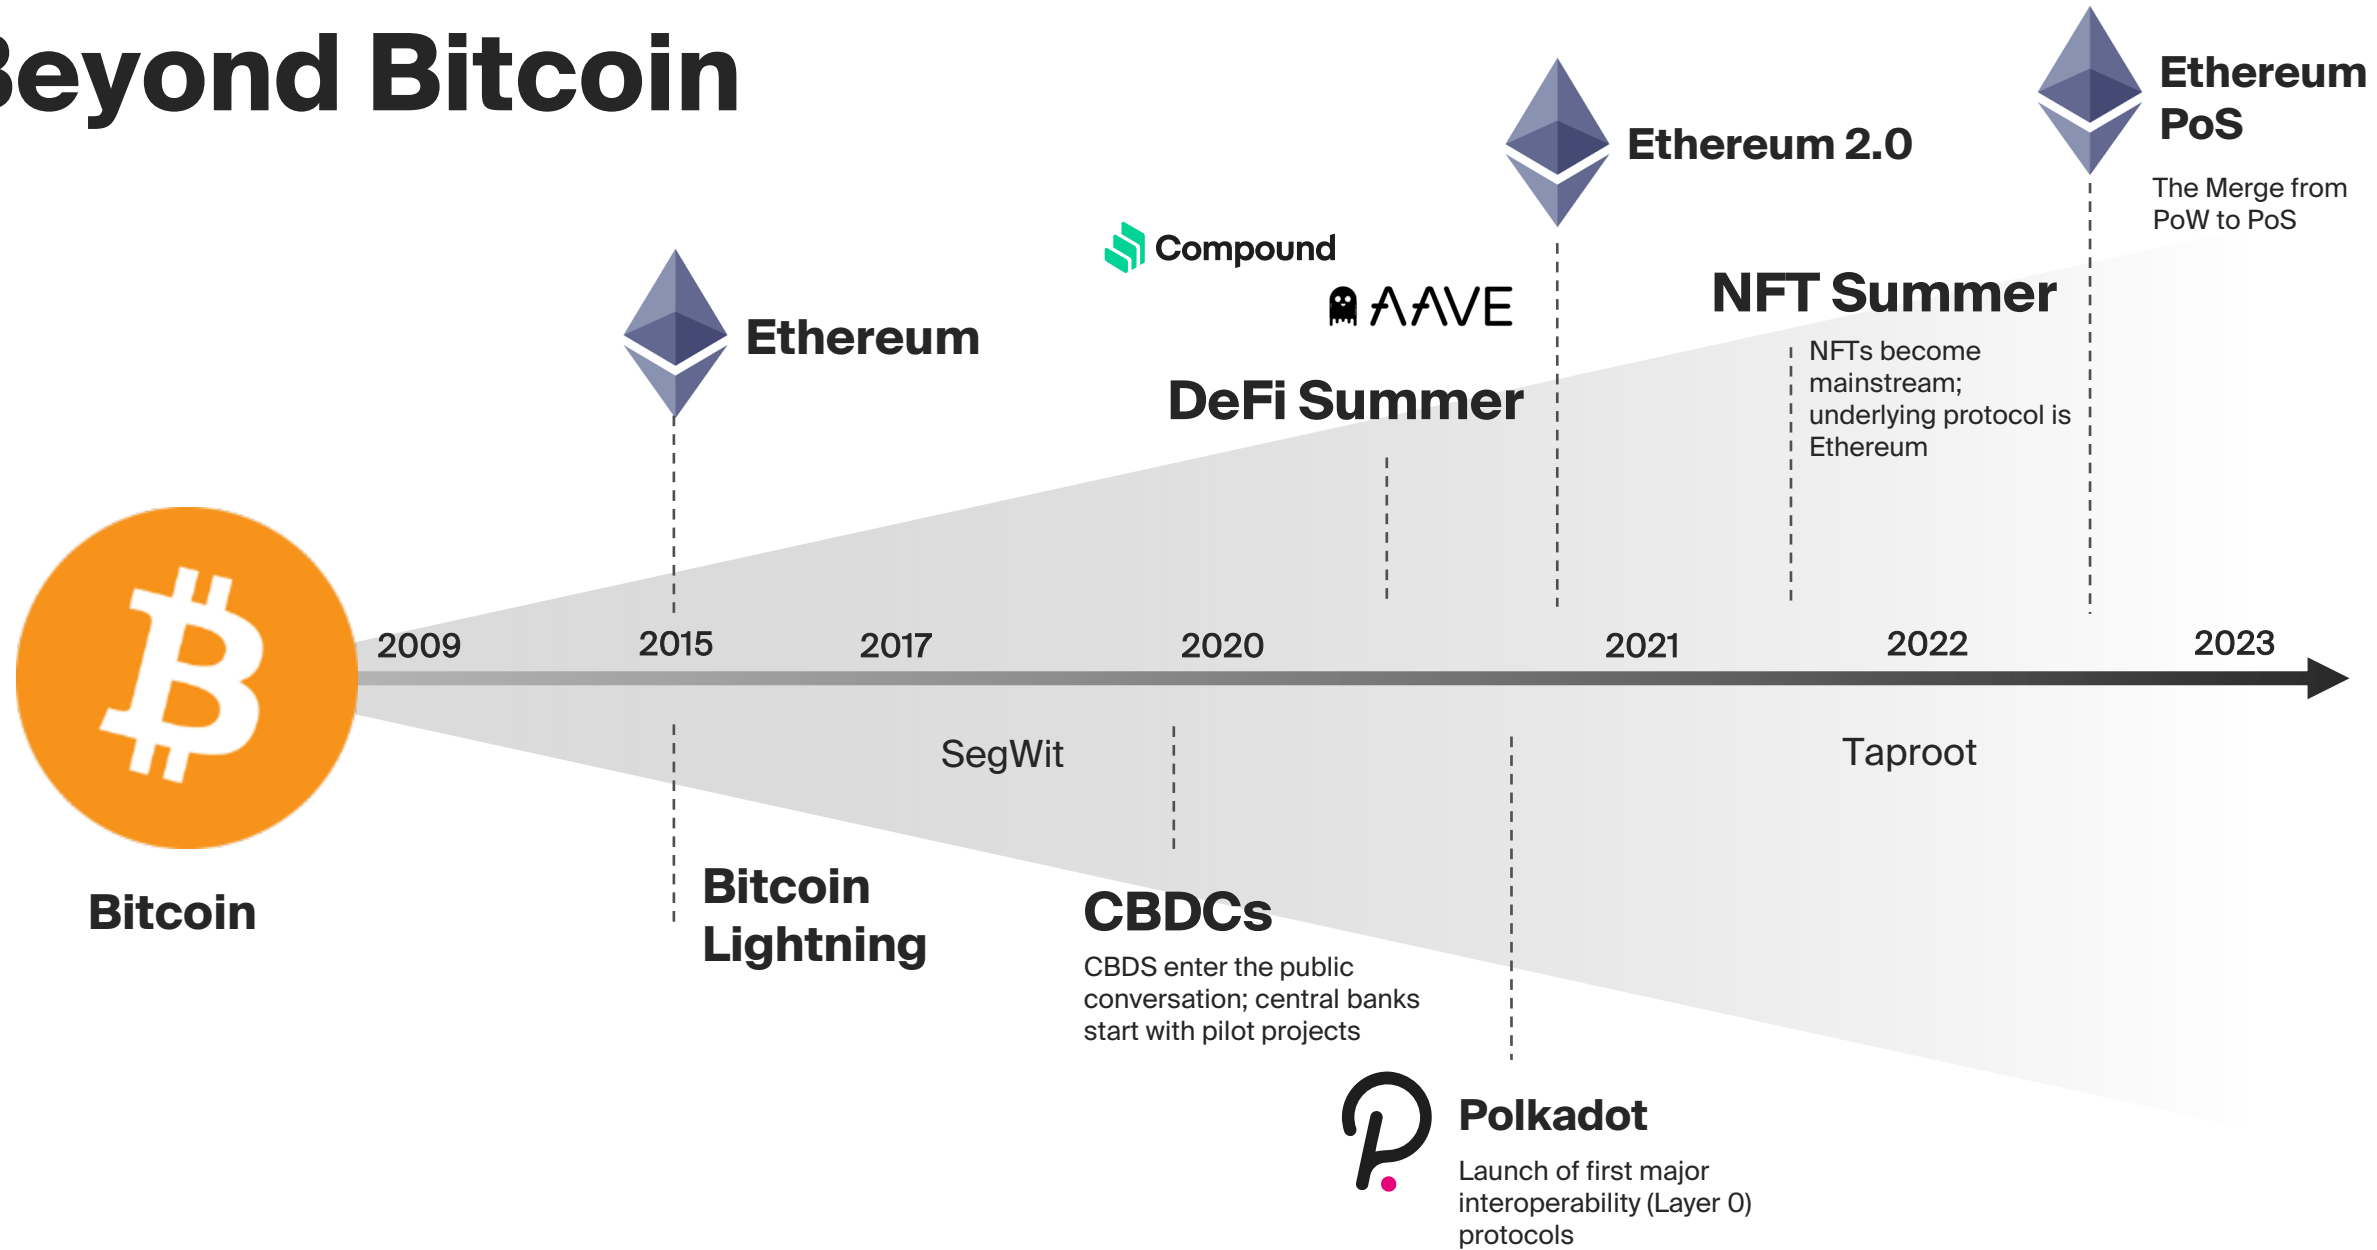 Beyond Bitcoin
Ethereum
PoS
The Merge from
PoW to PoS
Ethereum 2.0
Compound
AAVE
NFT Summer
NFTs become
mainstream;
underlying protocol is
Ethereum
Ethereum
DeFi Summer
2009
2015
2017
2020
2021
2022
2023
SegWit
Taproot
Bitcoin
Bitcoin
Lightning
CBDCs
CBDS enter the public
conversation; central banks
start with pilot projects
Polkadot
Launch of first major
interoperability (Layer 0)
protocols